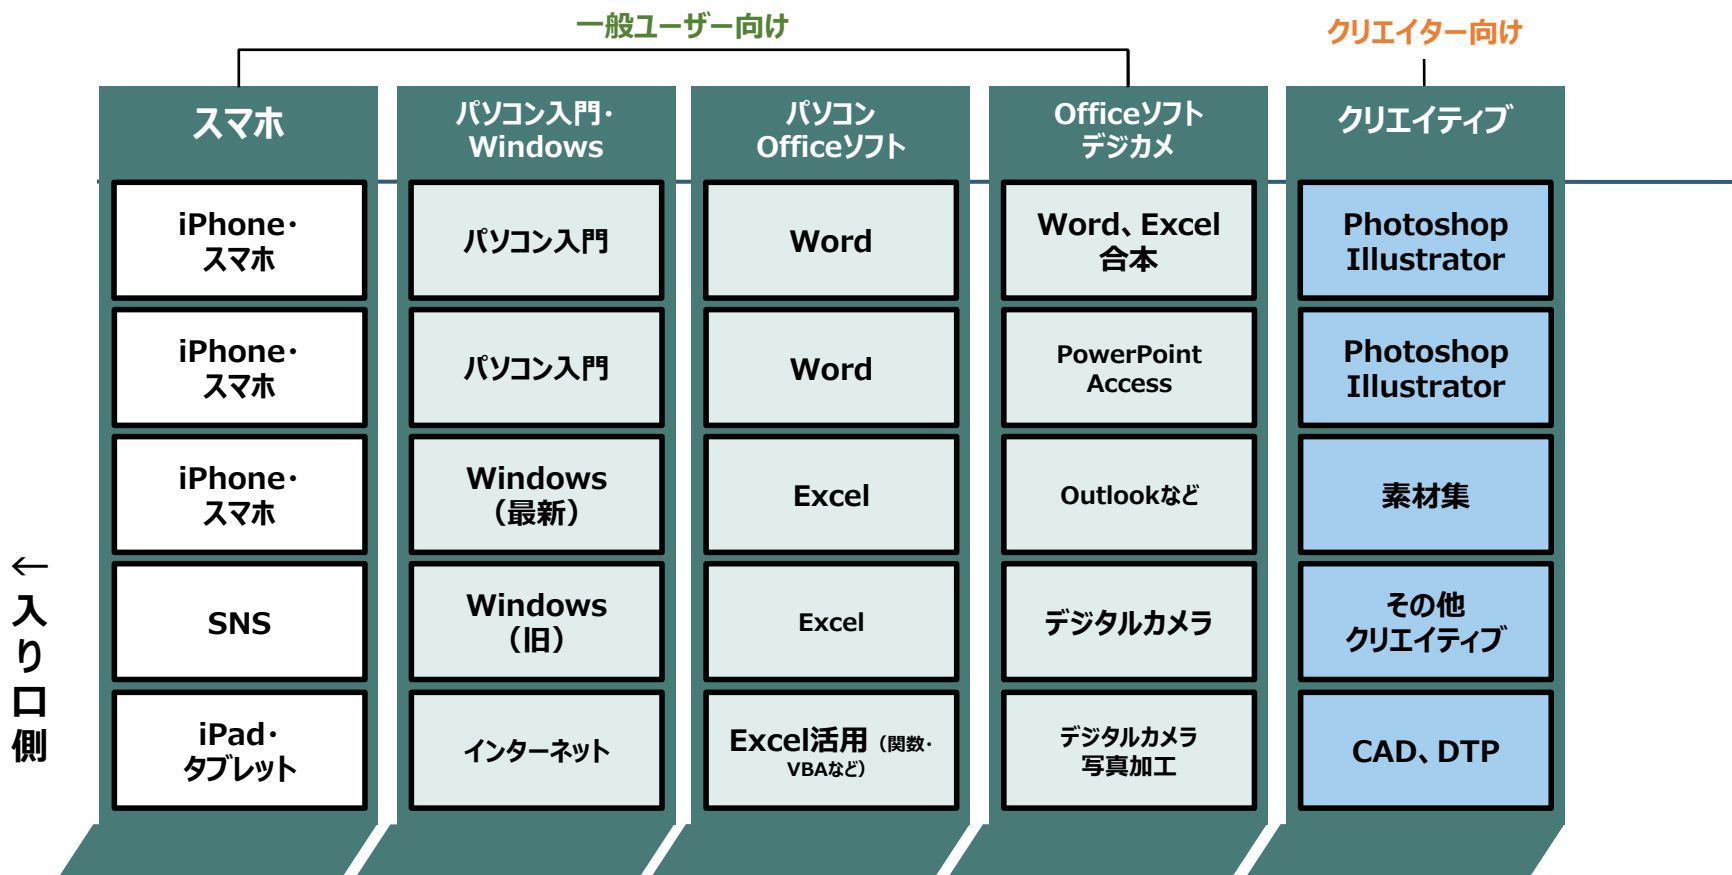 一般ユーザー向け
クリエイター向け
スマホ
パソコン入門・
Windows
パソコン
Officeソフト
Officeソフト
デジカメ
クリエイティブ
iPhone・
スマホ
パソコン入門
Word
Word、Excel
合本
Photoshop
Illustrator
iPhone・
スマホ
パソコン入門
Word
PowerPoint
Access
Photoshop
Illustrator
iPhone・
スマホ
Windows
（最新）
Excel
Outlookなど
素材集
SNS
Windows
（旧）
Excel
デジタルカメラ
その他
クリエイティブ
iPad・
タブレット
インターネット
Excel活用（関数・
VBAなど）
デジタルカメラ
写真加工
CAD、DTP
←入り口側